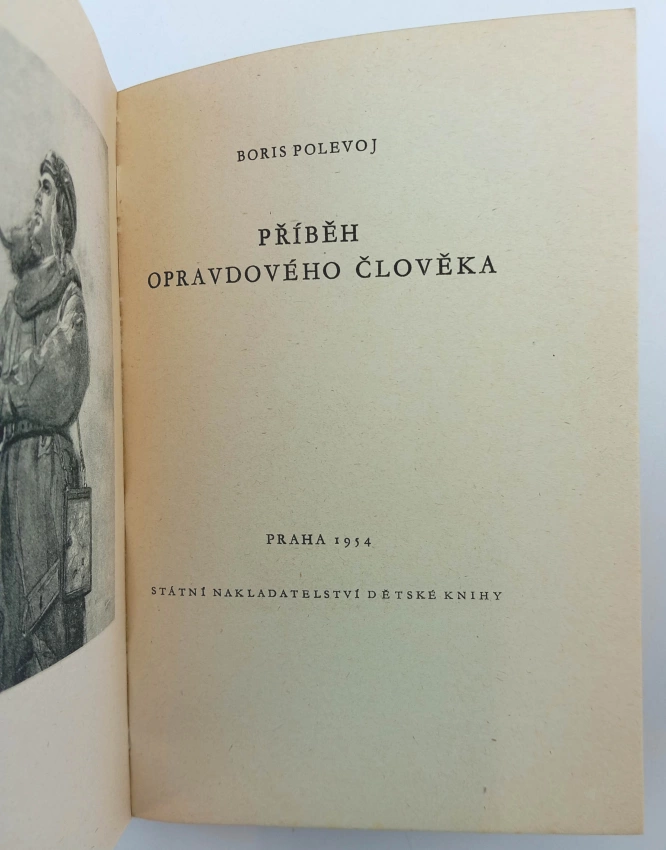 BORIS POLEVOJ
PŘÍBĚH
OPRAVDOVÉHO ČLOVĚKA
PRAHA 1954
STÁTNÍ NAKLADATELSTVÍ DĚTSKÉ KNIHY